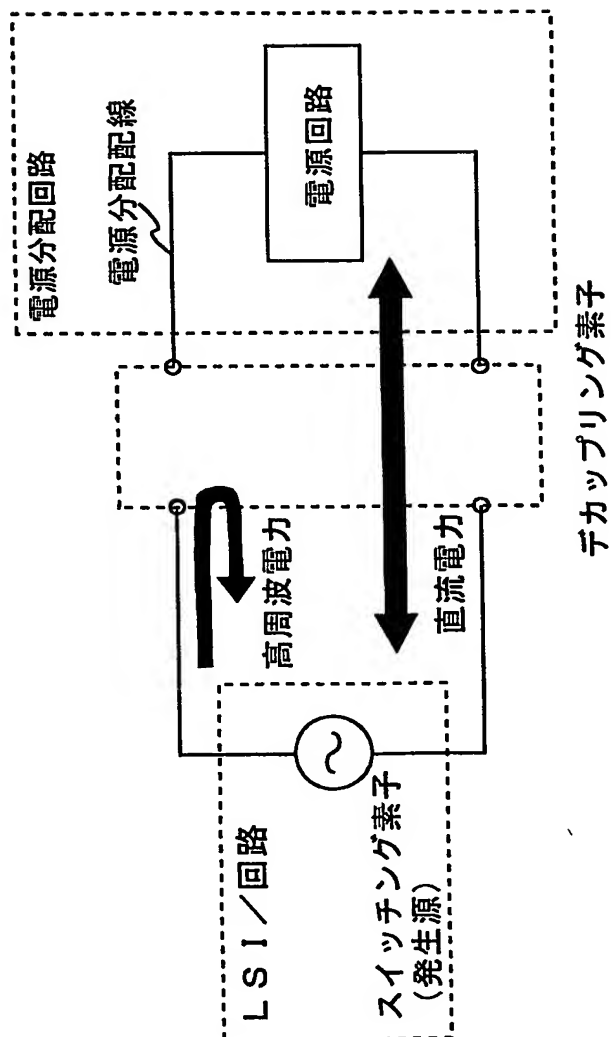 電源分配回路
電源分配配線
電源回路
高周波電力
直流電力
LSI/回路
スイッチング素子
(発生源)
デカップリング素子